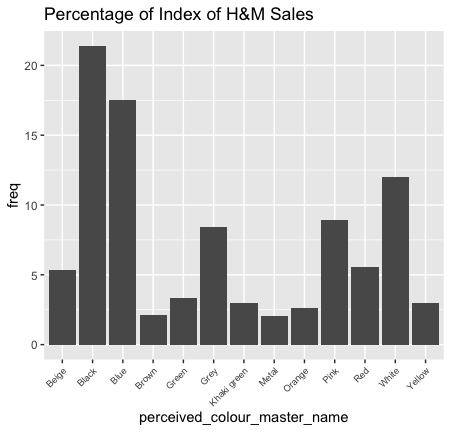 Percentage of Index of H&M Sales
freq
20
15
10
5
0
Beige
Black
Blue
Brown
Green
Grey
Khaki green
Metal
Orange
Pink
Red
White
Yellow
perceived_colour_master_name